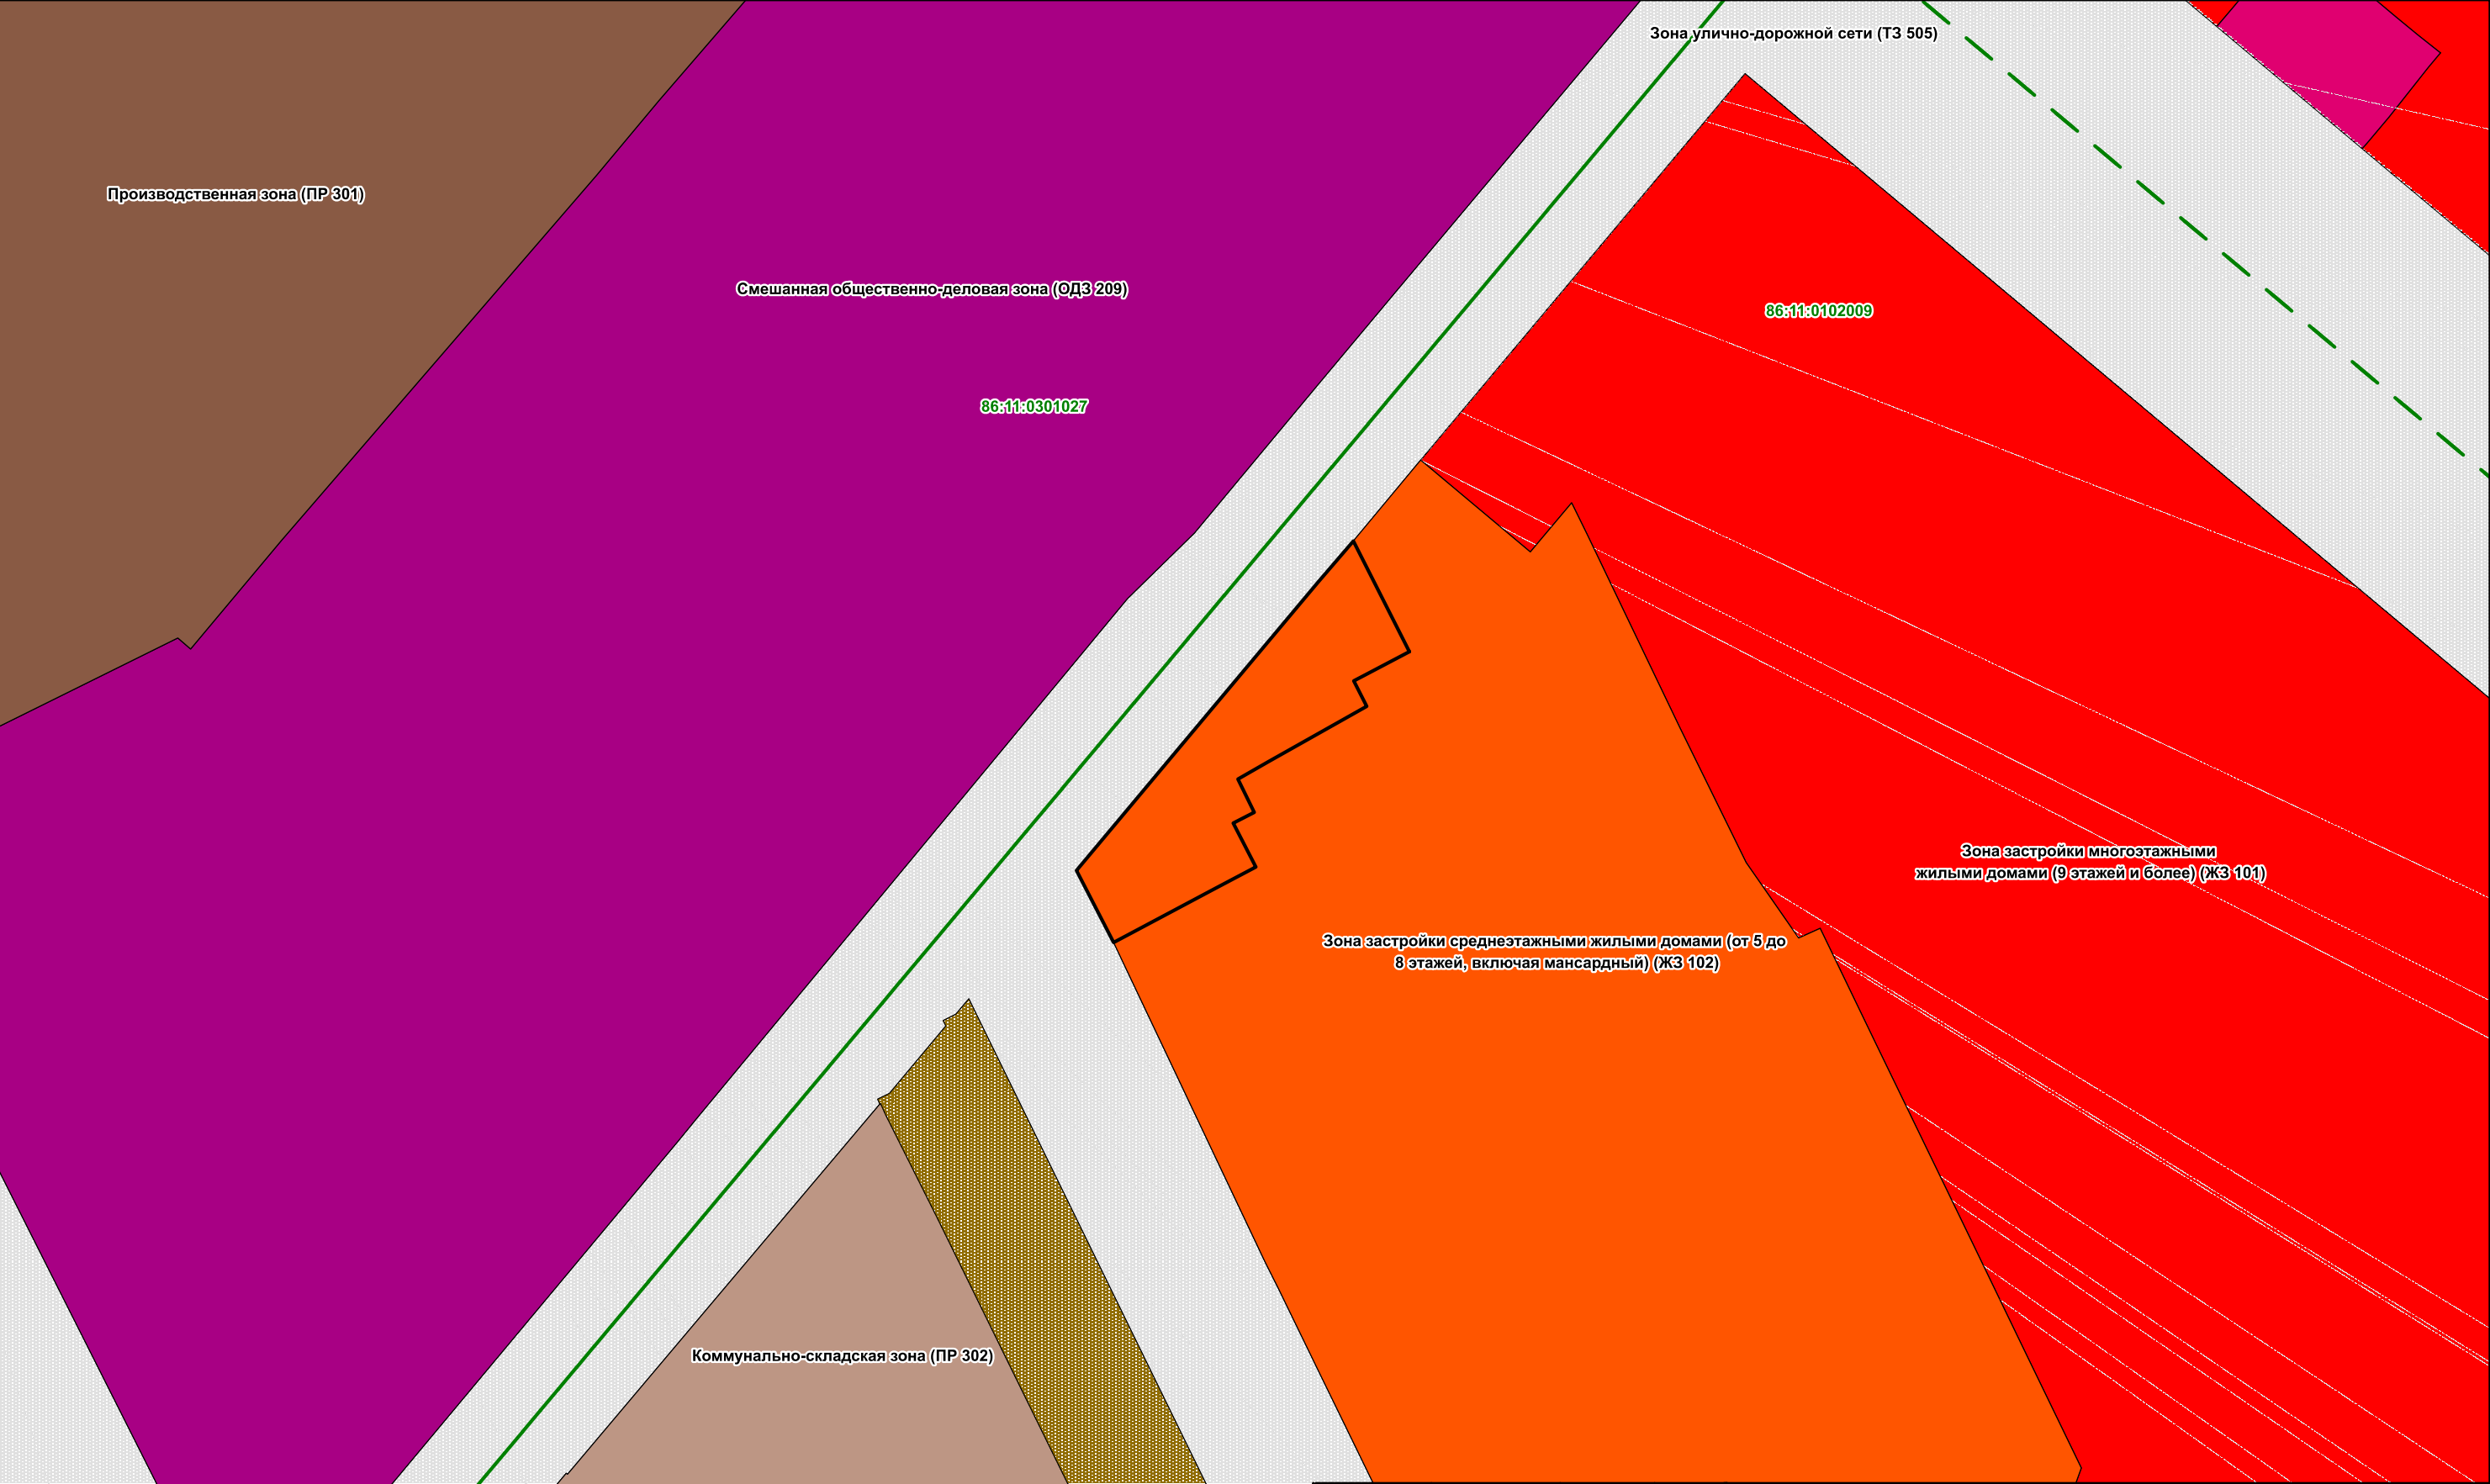 Зона улично-дорожной сети (ТЗ 505)
Производственная зона (ПР 301)
Смешанная общественно-деловая зона (ОДЗ 209)
86:11:0102009
86:11:0301027
Зона застройки многоэтажными
жилыми домами (9 этажей и более) (ЖЗ 101)
Зона застройки среднеэтажными жилыми домами (от 5 до
8 этажей, включая мансардный) (ЖЗ 102)
Коммунально-складская зона (ПР 302)